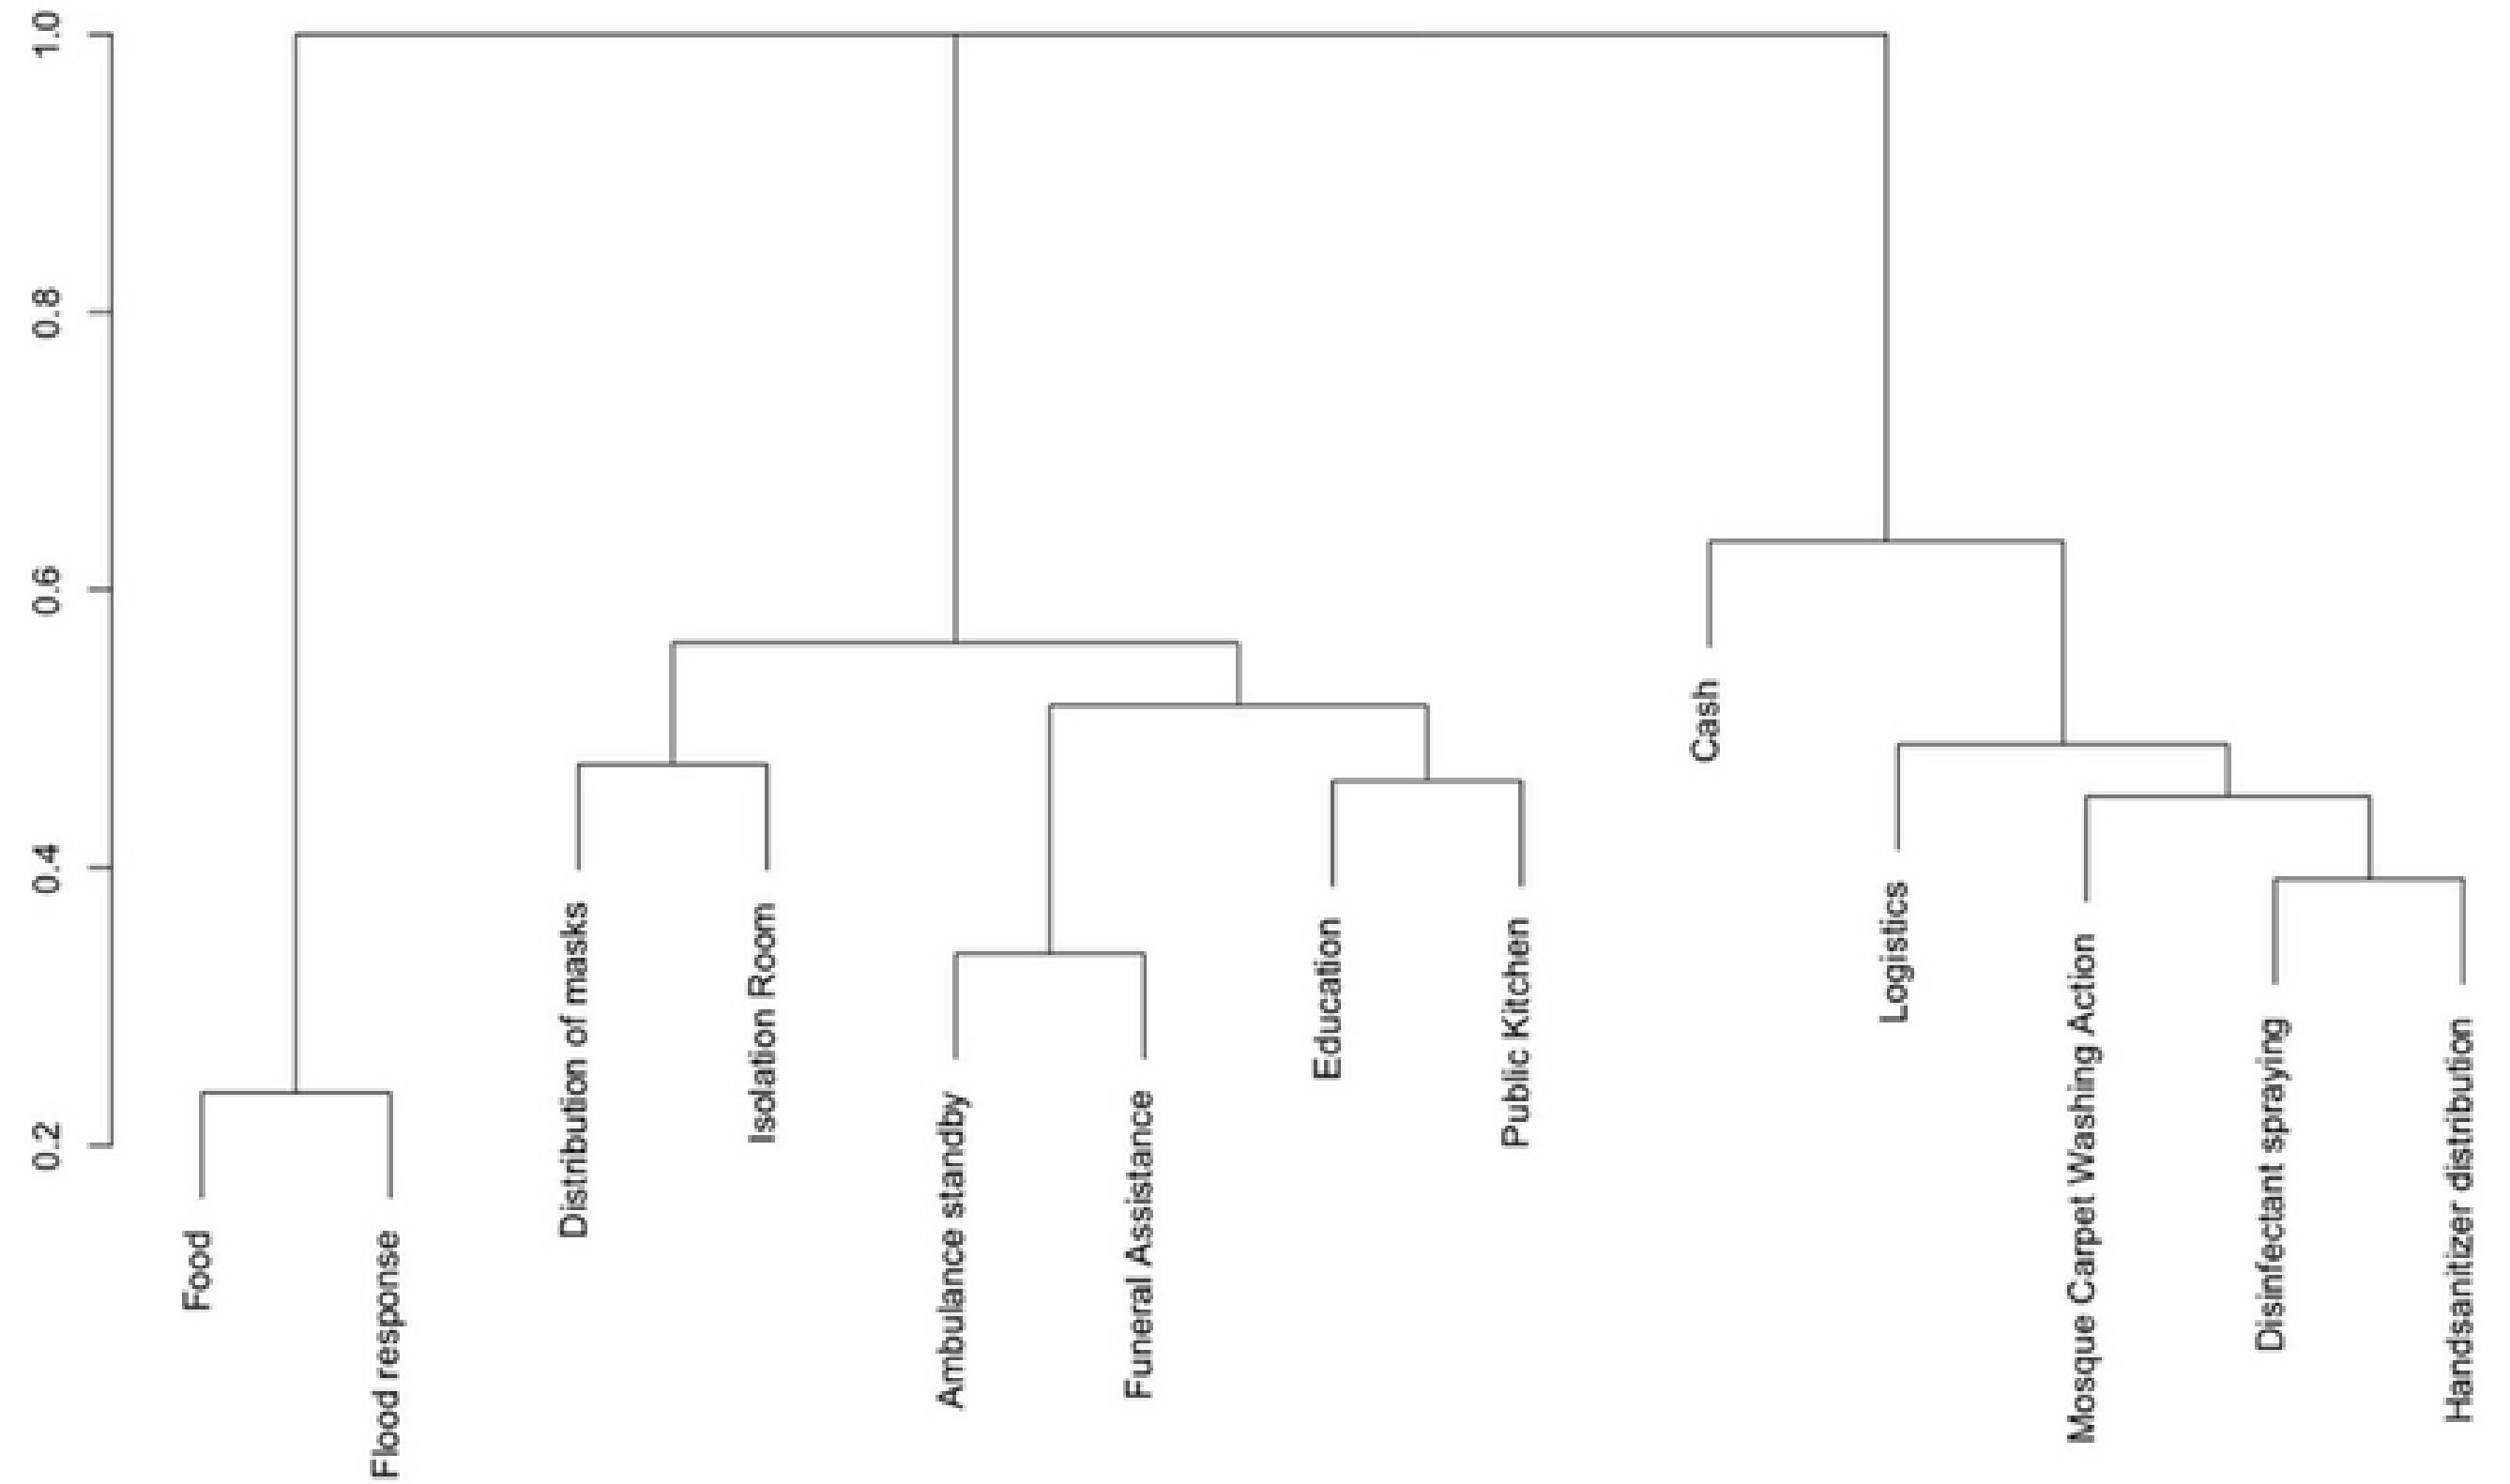 1.0
0.8
0.6
0.4
0.2
Food
Flood response
Distribution of masks
Isolation Room
Ambulance standby
Funeral Assistance
Education
Public Kitchen
Cash
Logistics
Mosque Carpet Washing Action
Disinfectant spraying
Handsanitizer distribution